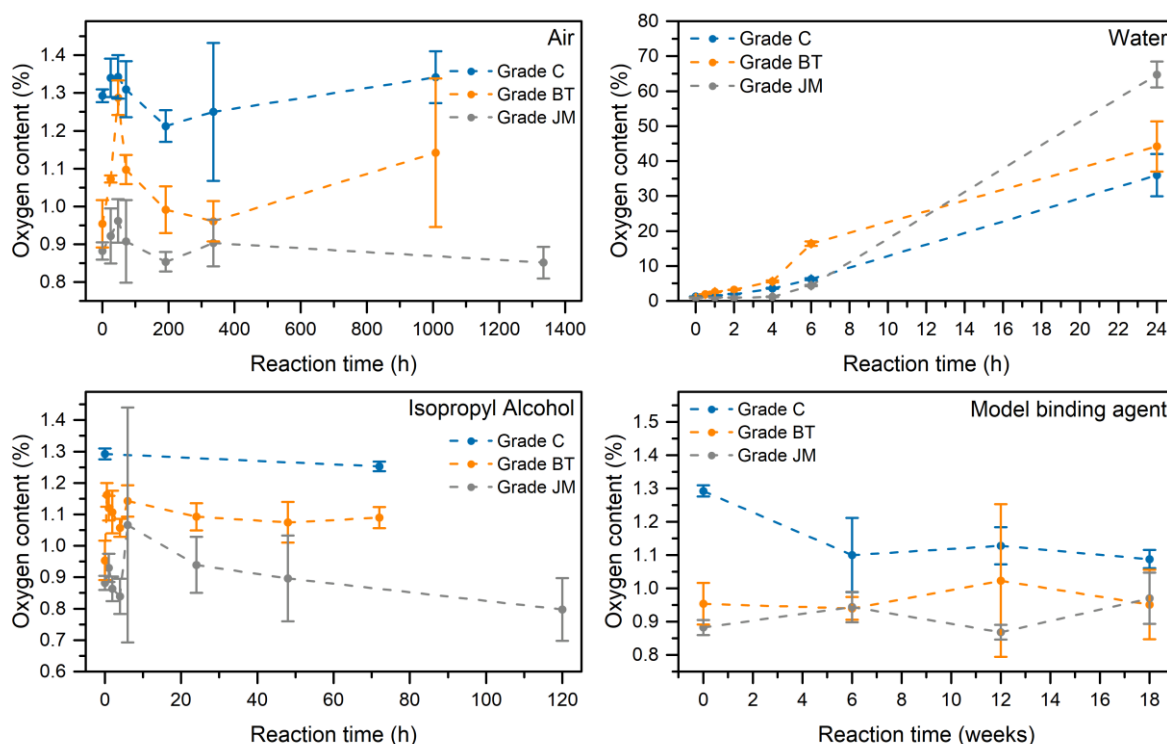 Air
Oxygen content (%)
1.4
1.3
1.2
1.1
1.0
0.9
0.8
Grade C
Grade BT
Grade JM
0 200 400 600 800 1000 1200 1400
Reaction time (h)
Water
Oxygen content (%)
80
70
60
50
40
30
20
10
0
Grade C
Grade BT
Grade JM
0 2 4 6 8 10 12 14 16 18 20 22 24
Reaction time (h)
Isopropyl Alcohol
Oxygen content (%)
1.4
1.3
1.2
1.1
1.0
0.9
0.8
0.7
0.6
Grade C
Grade BT
Grade JM
0 20 40 60 80 100 120
Reaction time (h)
Model binding agent
Oxygen content (%)
1.5
1.4
1.3
1.2
1.1
1.0
0.9
0.8
Grade C
Grade BT
Grade JM
0 2 4 6 8 10 12 14 16 18
Reaction time (weeks)